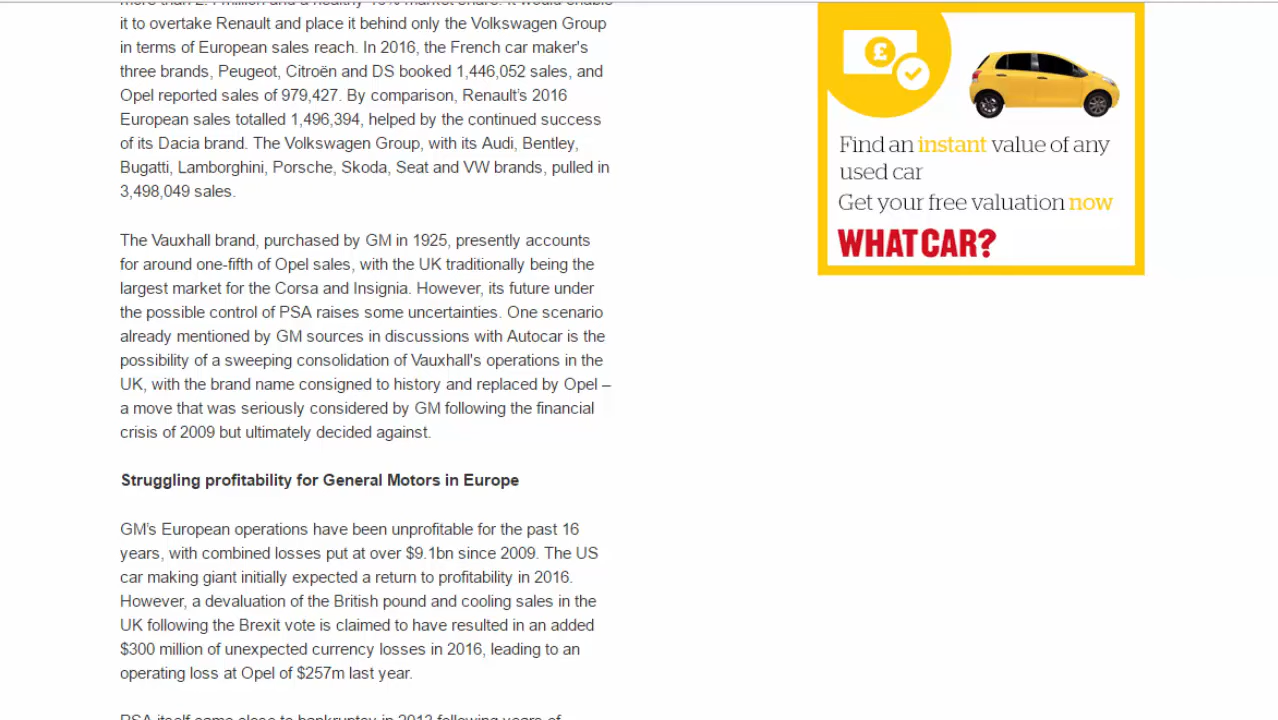 it to overtake Renault and place it behind only the Volkswagen Group
in terms of European sales reach. In 2016, the French car maker's
three brands, Peugeot, Citroën and DS booked 1,446,052 sales, and
Opel reported sales of 979,427. By comparison, Renault's 2016
European sales totalled 1,496,394, helped by the continued success
of its Dacia brand. The Volkswagen Group, with its Audi, Bentley,
Bugatti, Lamborghini, Porsche, Skoda, Seat and VW brands, pulled in
3,498,049 sales.
The Vauxhall brand, purchased by GM in 1925, presently accounts
for around one-fifth of Opel sales, with the UK traditionally being the
largest market for the Corsa and Insignia. However, its future under
the possible control of PSA raises some uncertainties. One scenario
already mentioned by GM sources in discussions with Autocar is the
possibility of a sweeping consolidation of Vauxhall's operations in the
UK, with the brand name consigned to history and replaced by Opel –
a move that was seriously considered by GM following the financial
crisis of 2009 but ultimately decided against.
Struggling profitability for General Motors in Europe
GM's European operations have been unprofitable for the past 16
years, with combined losses put at over $9.1bn since 2009. The US
car making giant initially expected a return to profitability in 2016.
However, a devaluation of the British pound and cooling sales in the
UK following the Brexit vote is claimed to have resulted in an added
$300 million of unexpected currency losses in 2016, leading to an
operating loss at Opel of $257m last year.
PSA itself came close to bankruptcy in 2013 following years of
£
Find an instant value of any
used car
Get your free valuation now
WHAT CAR?